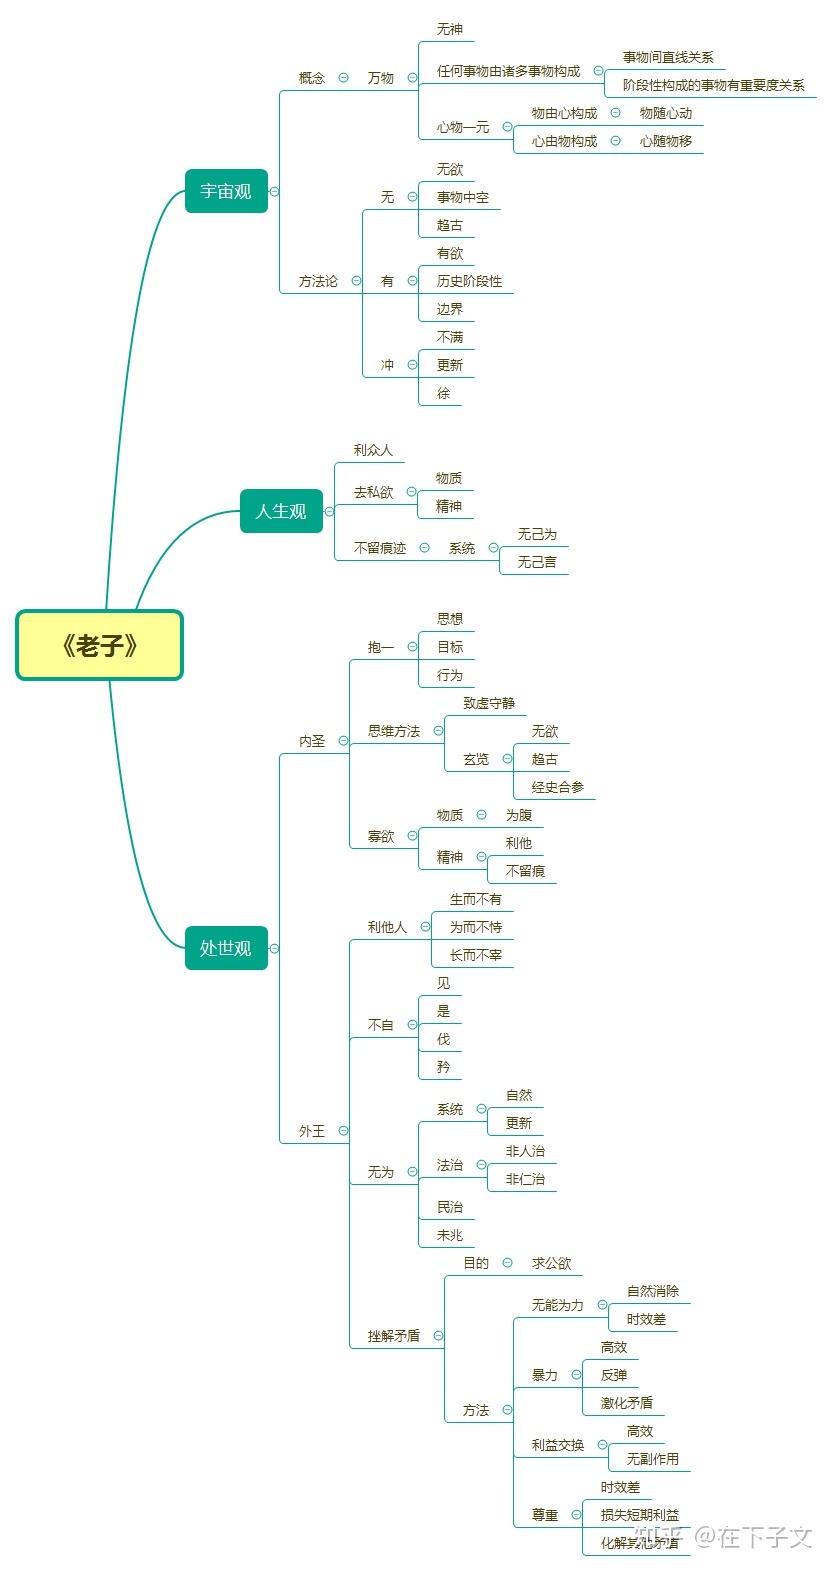 《老子》
宇宙观
概念
万物
无神
任何事物由诸多事物构成
事物间直线关系
阶段性构成的事物有重要度关系
心物一元
物由心构成
物随心动
心由物构成
心随物移
方法论
无
无欲
事物中空
趋古
有
有欲
历史阶段性
边界
冲
不满
更新
徐
人生观
利众人
去私欲
物质
精神
不留痕迹
系统
无己为
无己言
处世观
内圣
抱一
思想
目标
行为
思维方法
致虚守静
玄览
无欲
趋古
经史合参
寡欲
物质
为腹
精神
利他
不留痕
外王
利他人
生而不有
为而不恃
长而不宰
不自
见
是
伐
矜
无为
系统
自然
更新
法治
非人治
非仁治
民治
未兆
挫解矛盾
目的
求公欲
方法
无能为力
自然消除
时效差
暴力
高效
反弹
激化矛盾
利益交换
高效
无副作用
尊重
时效差
损失短期利益
化解其他矛盾
知乎 @在下子文